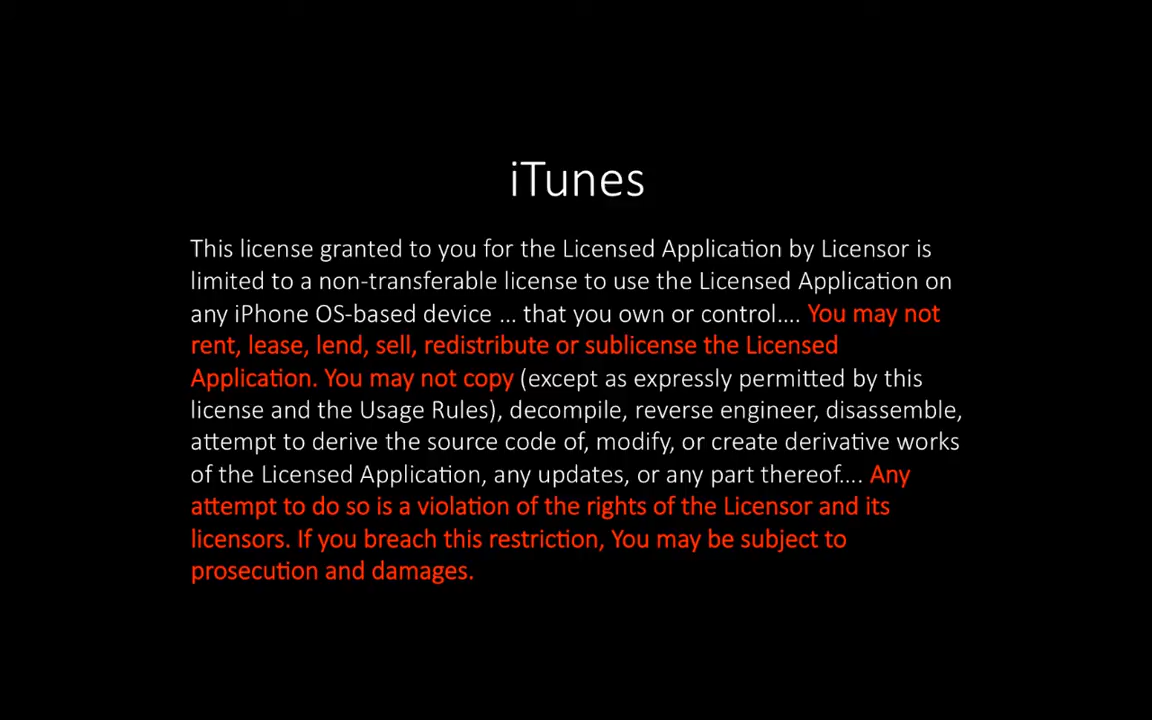 iTunes
This license granted to you for the Licensed Application by Licensor is
limited to a non-transferable license to use the Licensed Application on
any iPhone OS-based device ... that you own or control.... You may not
rent, lease, lend, sell, redistribute or sublicense the Licensed
Application. You may not copy (except as expressly permitted by this
license and the Usage Rules), decompile, reverse engineer, disassemble,
attempt to derive the source code of, modify, or create derivative works
of the Licensed Application, any updates, or any part thereof.... Any
attempt to do so is a violation of the rights of the Licensor and its
licensors. If you breach this restriction, You may be subject to
prosecution and damages.